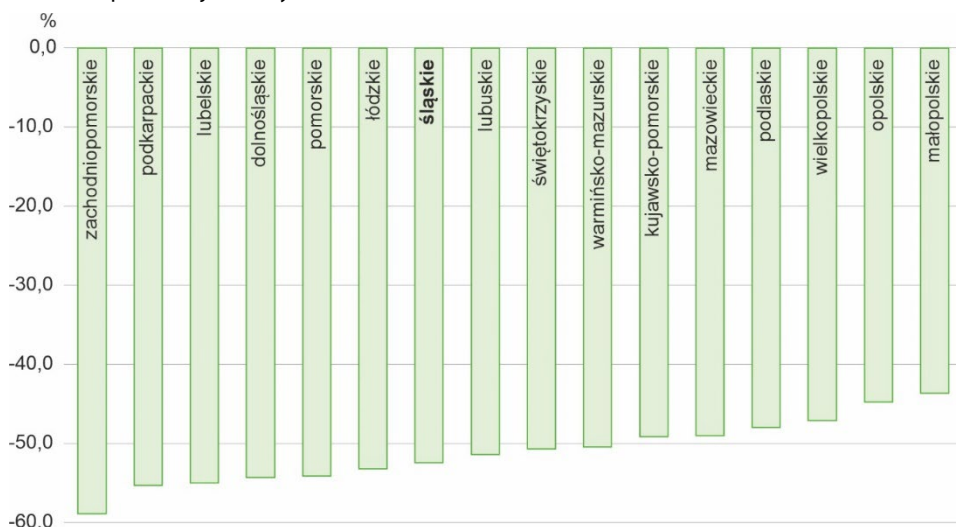 %
0,0
-10,0
-20,0
-30,0
-40,0
-50,0
-60,0
zachodniopomorskie
podkarpackie
lubelskie
dolnośląskie
pomorskie
łódzkie
śląskie
lubuskie
świętokrzyskie
warmińsko-mazurskie
kujawsko-pomorskie
mazowieckie
podlaskie
wielkopolskie
opolskie
małopolskie